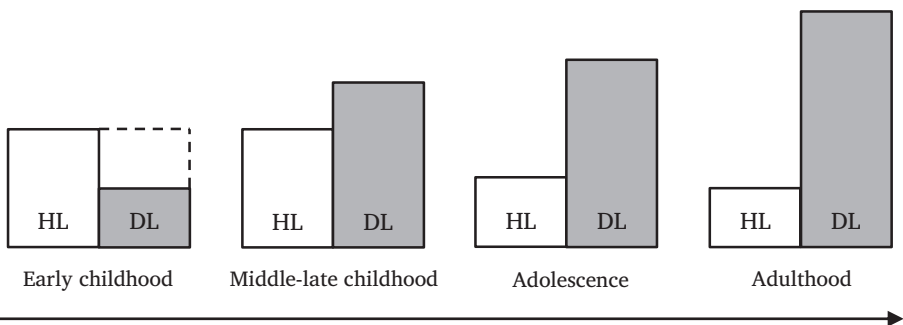 HL DL HL DL HL DL HL DL
Early childhood Middle-late childhood Adolescence Adulthood